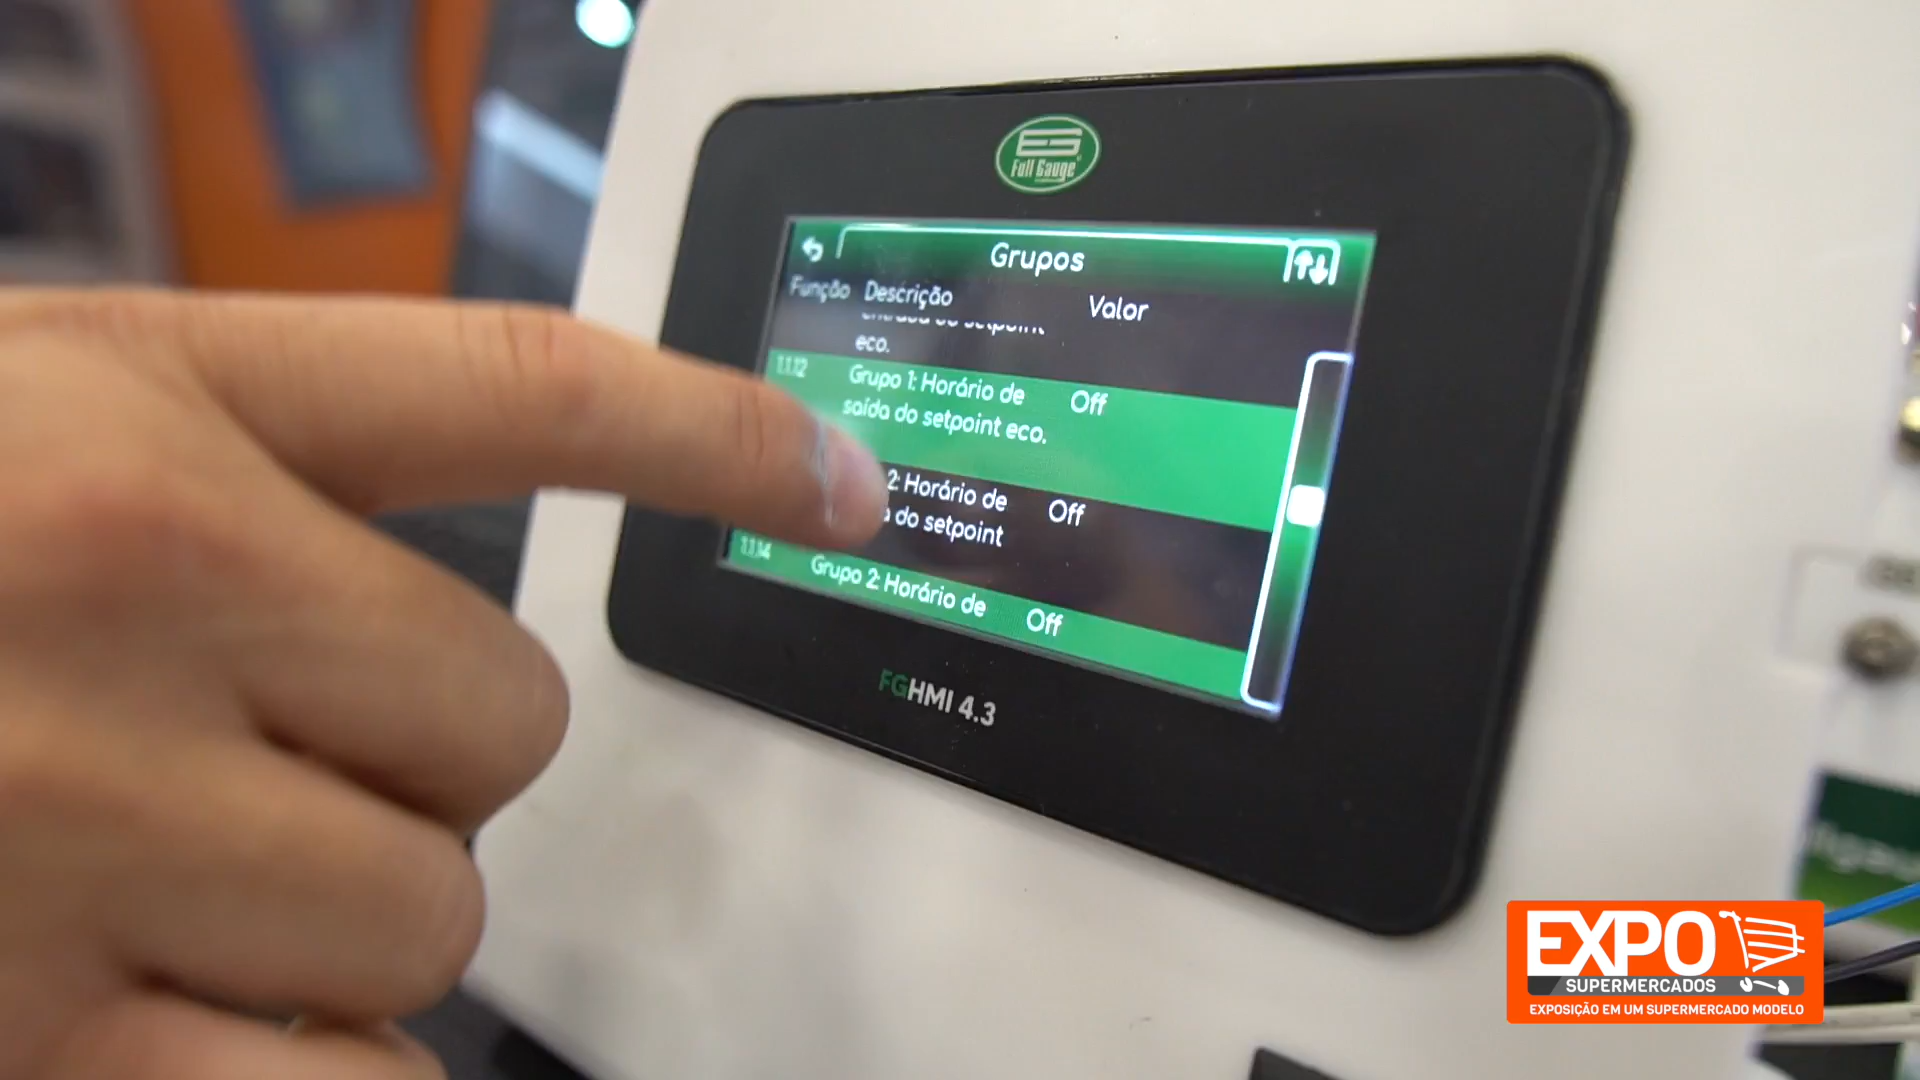 Full Gauge
Grupos
Função Descrição Valor
setpoint
eco.
1.1.12 Grupo 1: Horário de Off
saída do setpoint eco.
2: Horário de Off
do setpoint
1.1.14 Grupo 2: Horário de Off
FGHMI 4.3
EXPO
SUPERMERCADOS
EXPOSIÇÃO EM UM SUPERMERCADO MODELO